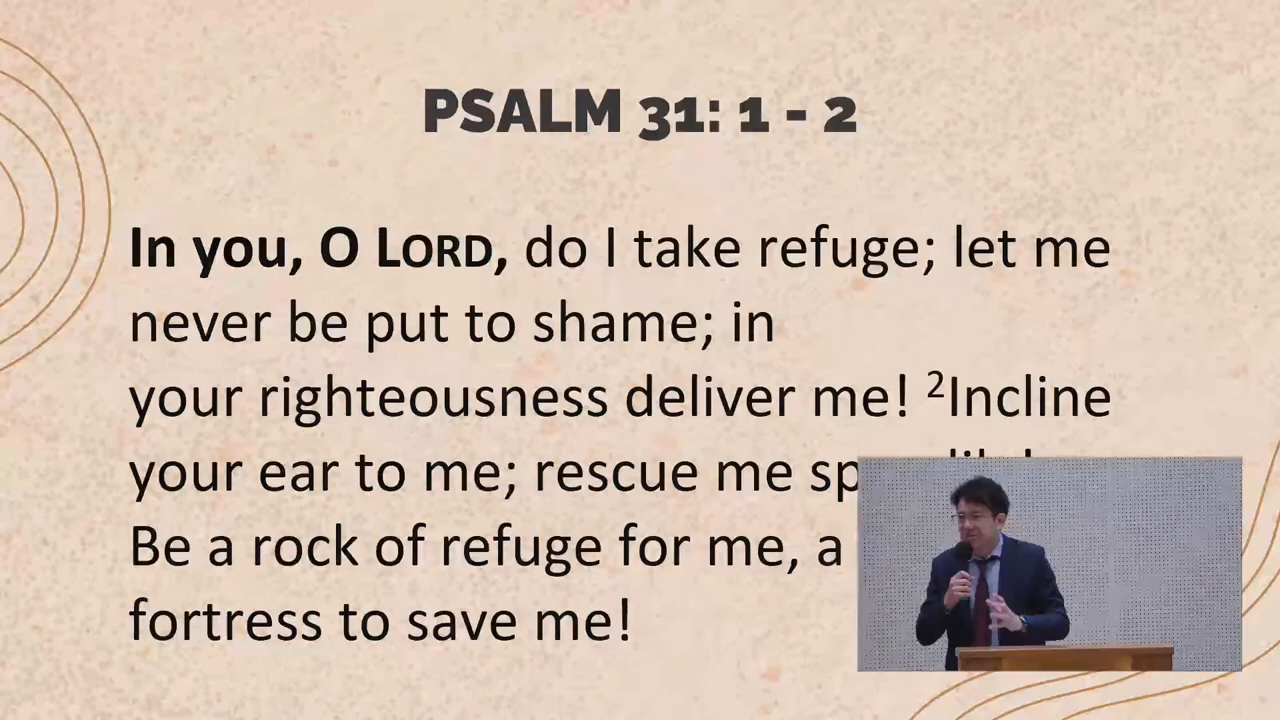 PSALM 31: 1 - 2
In you, O LORD, do I take refuge; let me
never be put to shame; in
your righteousness deliver me! ²Incline
your ear to me; rescue me
Be a rock of refuge for me, a
fortress to save me!